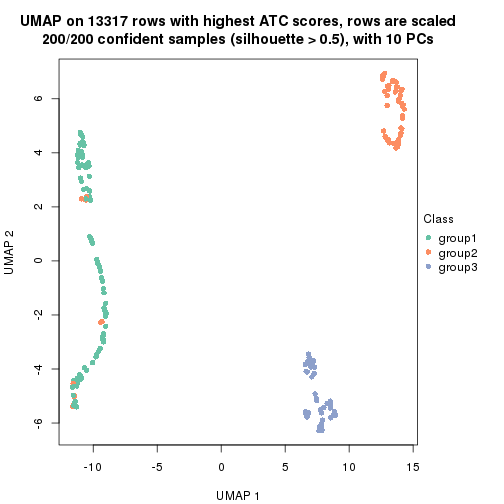 UMAP on 13317 rows with highest ATC scores, rows are scaled
200/200 confident samples (silhouette > 0.5), with 10 PCs
6
4
2
0
-2
-4
-6
UMAP 2
-10
-5
0
5
10
15
UMAP 1
Class
group1
group2
group3